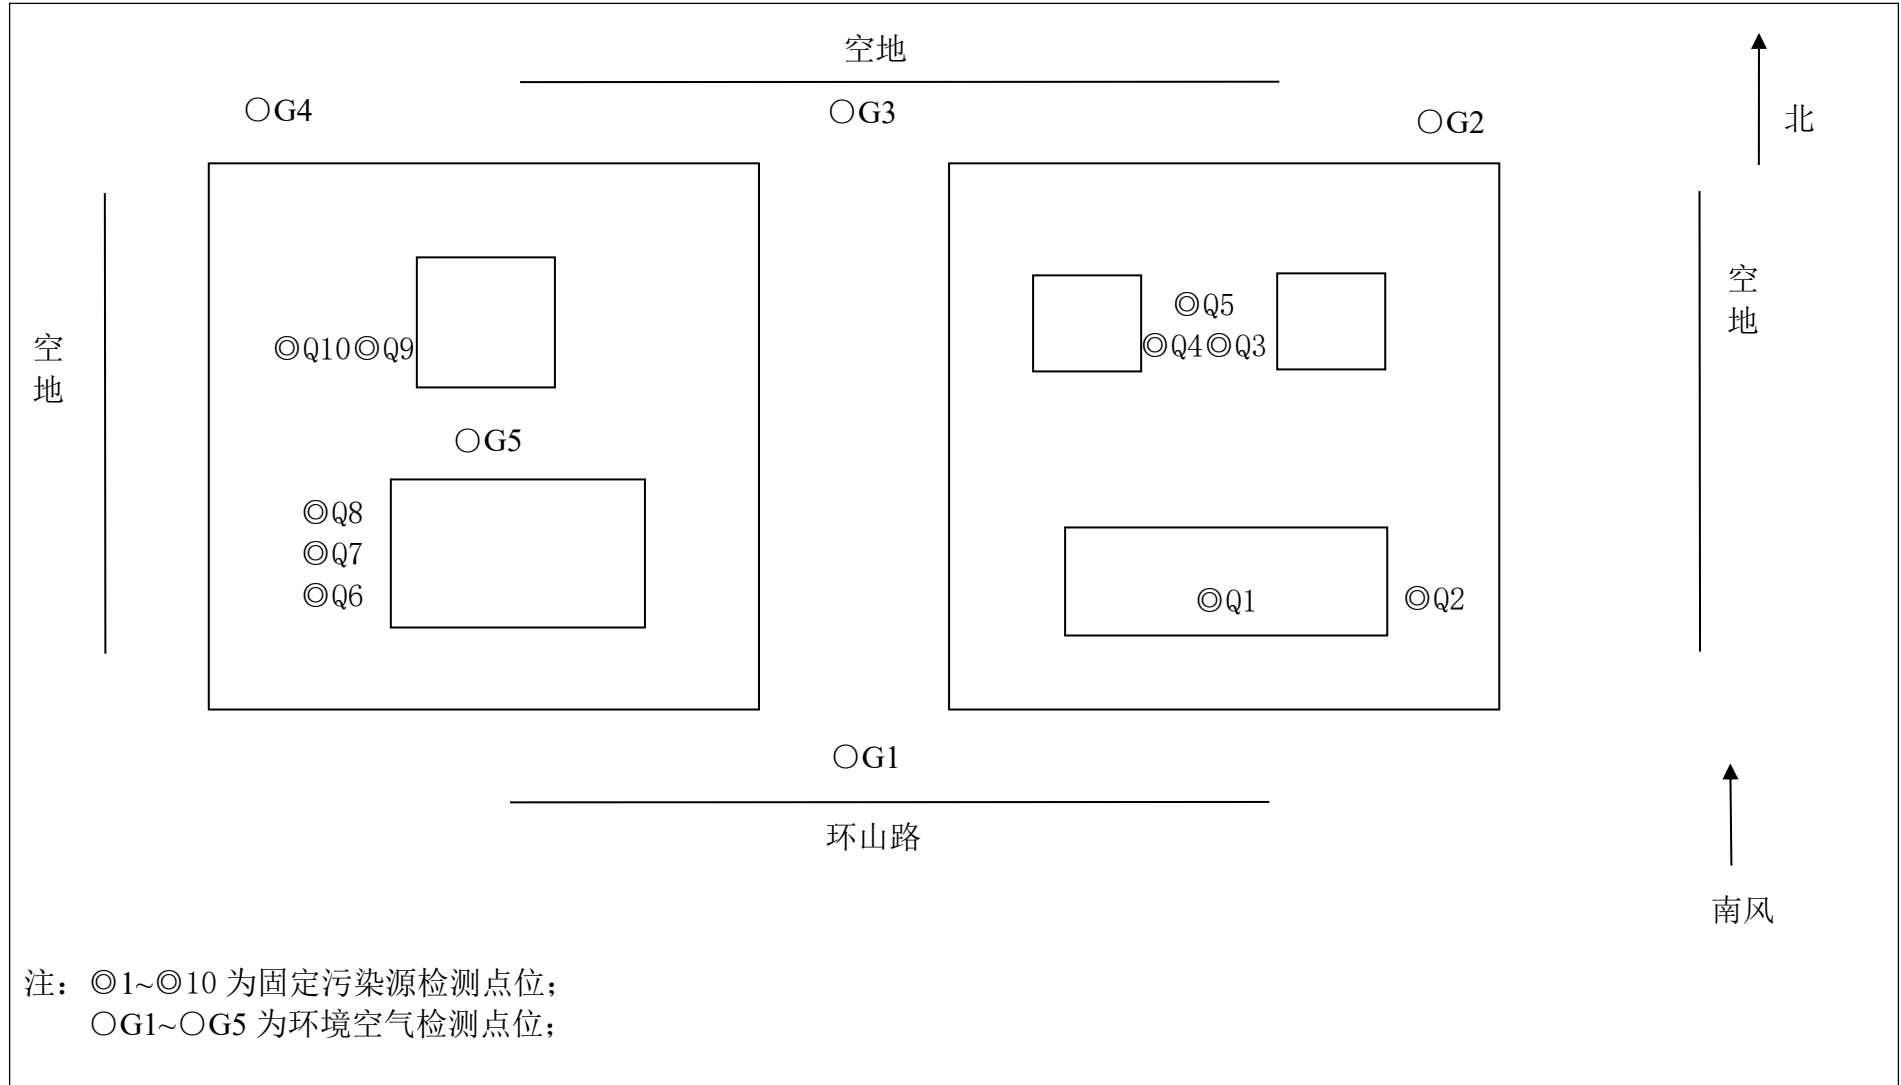 空地
○G4
○G3
○G2
北
空地
空地
◎Q5
◎Q10◎Q9
◎Q4◎Q3
○G5
◎Q8
◎Q7
◎Q6
◎Q1
◎Q2
○G1
环山路
南风
注：◎1~◎10 为固定污染源检测点位；
○G1~○G5 为环境空气检测点位；